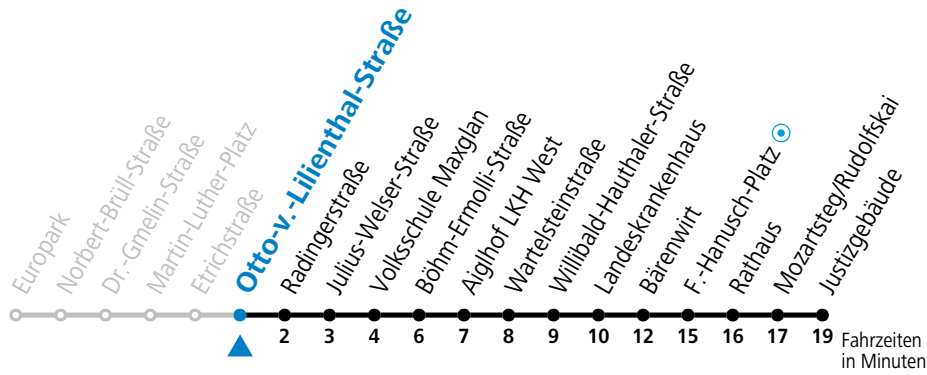 Europark
Norbert-Brüll-Straße
Dr.-Gmelin-Straße
Martin-Luther-Platz
Etrichstraße
Otto-v.-Lilienthal-Straße
Radingerstraße
Julius-Welser-Straße
Volksschule Maxglan
Böhm-Ermolli-Straße
Aiglhof LKH West
Wartelsteinstraße
Willibald-Hauthaler-Straße
Landeskrankenhaus
Bärenwirt
F.-Hanusch-Platz
Rathaus
Mozartsteg/Rudolfskai
Justizgebäude
2 3 4 6 7 8 9 10 12 15 16 17 19 Fahrzeiten
in Minuten